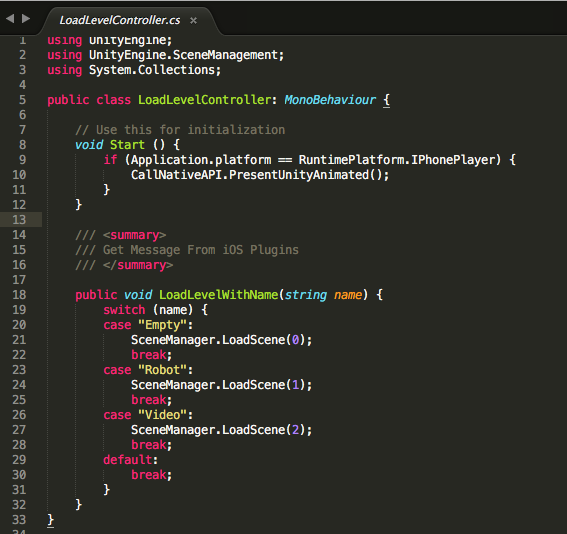 LoadLevelController.cs ×
1 using UnityEngine;
2 using UnityEngine.SceneManagement;
3 using System.Collections;
4
5 public class LoadLevelController: MonoBehaviour {
6
7 // Use this for initialization
8 void Start () {
9 if (Application.platform == RuntimePlatform.IPhonePlayer) {
10 CallNativeAPI.PresentUnityAnimated();
11 }
12 }
13
14 /// <summary>
15 /// Get Message From iOS Plugins
16 /// </summary>
17
18 public void LoadLevelWithName(string name) {
19 switch (name) {
20 case "Empty":
21 SceneManager.LoadScene(0);
22 break;
23 case "Robot":
24 SceneManager.LoadScene(1);
25 break;
26 case "Video":
27 SceneManager.LoadScene(2);
28 break;
29 default:
30 break;
31 }
32 }
33 }
34